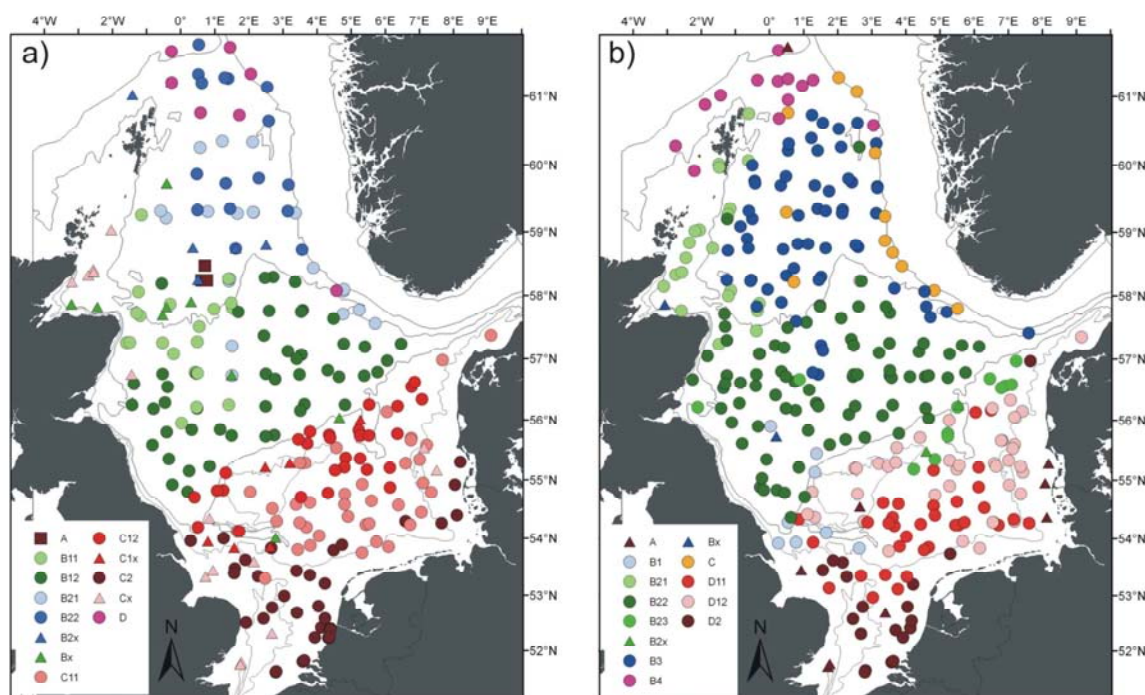 4°W 2°W 0° 1°E 2°E 3°E 4°E 5°E 6°E 7°E 9°E
4°W 2°W 0° 1°E 2°E 3°E 4°E 5°E 6°E 7°E 9°E
a)
b)
61°N
61°N
60°N
60°N
59°N
59°N
58°N
58°N
57°N
57°N
56°N
56°N
55°N
55°N
54°N
54°N
53°N
53°N
52°N
52°N
A C12
B11 C1x
B12 C2
B21 Cx
B22 D
B2x
Bx
C11
N
A Bx
B1 C
B21 D11
B22 D12
B23 D2
B2x
B3
B4
N